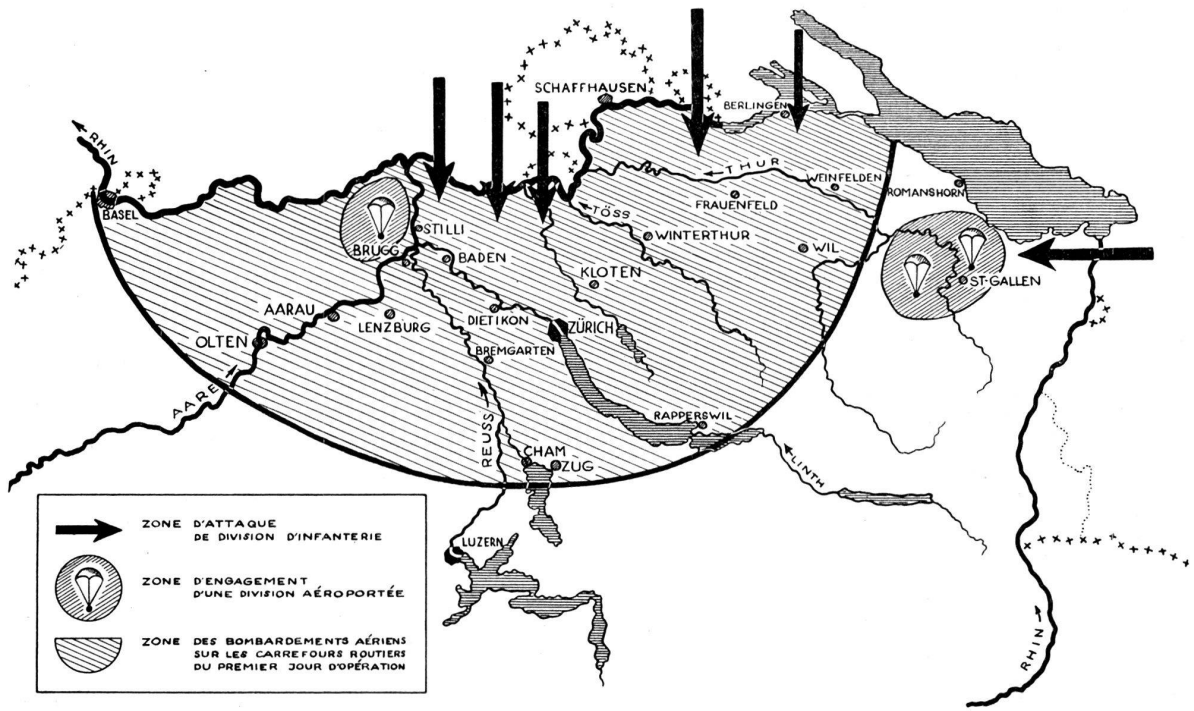 SCHAFFHAUSEN
BERLINGEN
RHIN
BASEL
THUR
WEINFELDEN
ROMANSHORN
FRAUENFELD
TÖSS
STILLI
WINTERTHUR
WIL
BRUGG
BADEN
KLOTEN
ST-GALLEN
AARAU
LENZBURG
DIETIKON
ZÜRICH
OLTEN
BREMGARTEN
AARE
REUSS
RAPPERSWIL
CHAM
ZUG
LINTH
LUZERN
RHIN
ZONE D'ATTAQUE
DE DIVISION D'INFANTERIE
ZONE D'ENGAGEMENT
D'UNE DIVISION AÉROPORTÉE
ZONE DES BOMBARDEMENTS AÉRIENS
SUR LES CARREFOURS ROUTIERS
DU PREMIER JOUR D'OPÉRATION